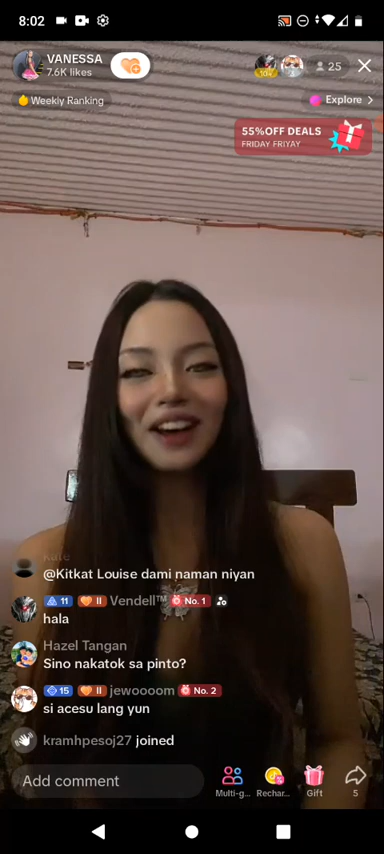 8:02
VANESSA
7.6K likes
25
Weekly Ranking
Explore
55%OFF DEALS
FRIDAY FRIYAY
@Kitkat Louise dami naman niyan
11 II Vendell™ No. 1
hala
Hazel Tangan
Sino nakatok sa pinto?
15 II jewoooom No. 2
si acesu lang yun
kramhpesoj27 joined
Add comment
Multi-g...
Rechar...
Gift
5